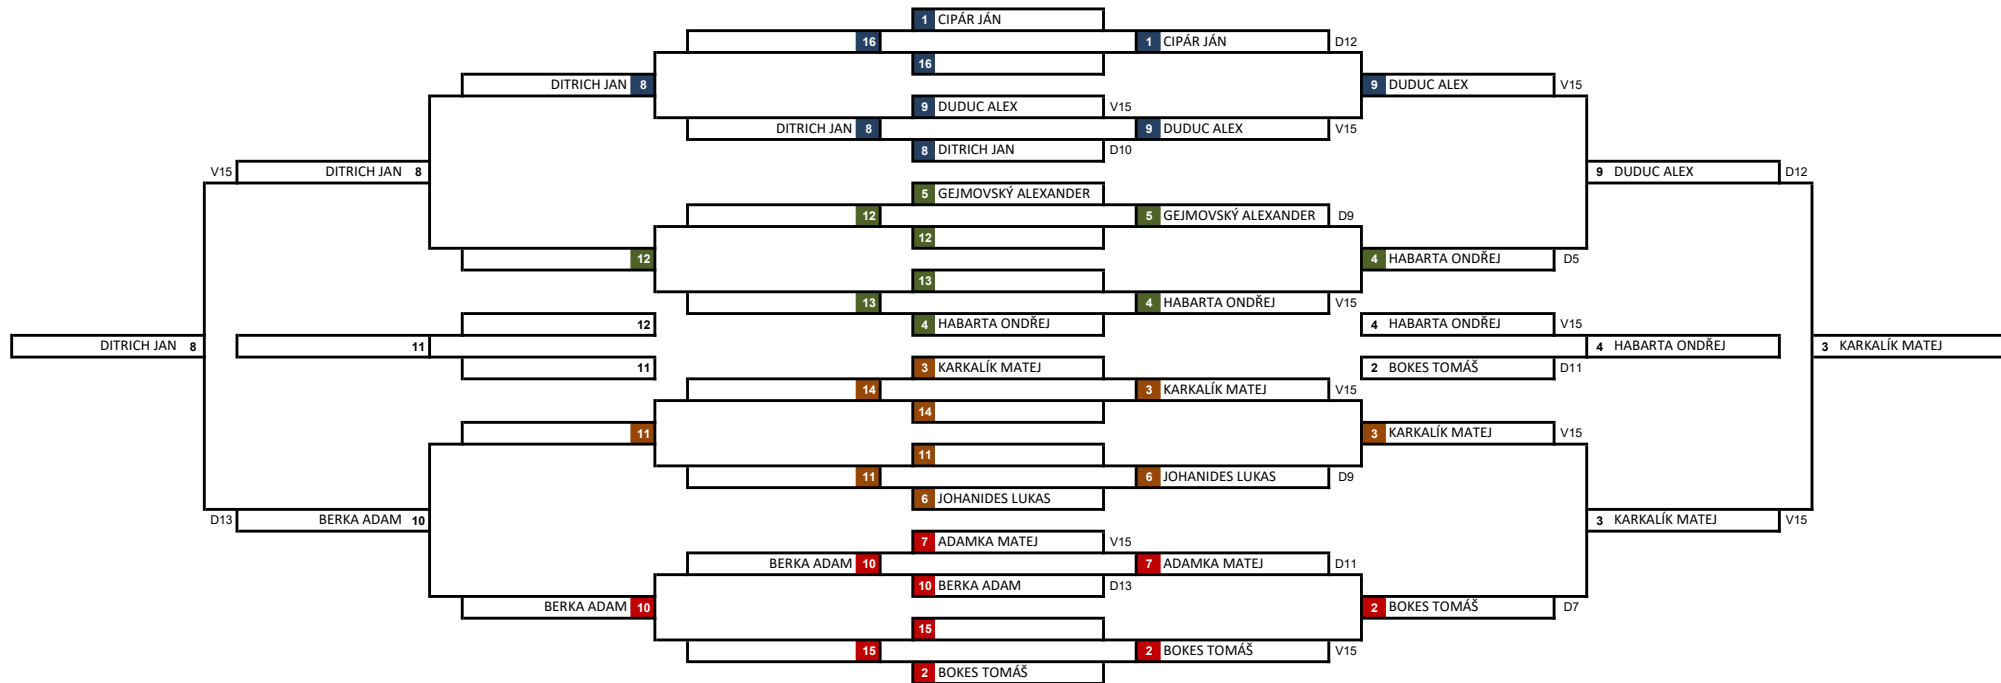 1 CIPÁR JÁN
16 1 CIPÁR JÁN D12
16
DITRICH JAN 8 9 DUDUC ALEX V15
9 DUDUC ALEX V15
DITRICH JAN 8 9 DUDUC ALEX V15
8 DITRICH JAN D10
V15 DITRICH JAN 8 9 DUDUC ALEX D12
5 GEJMOVSKÝ ALEXANDER
12 5 GEJMOVSKÝ ALEXANDER D9
12
12 4 HABARTA ONDŘEJ D5
13
13 4 HABARTA ONDŘEJ V15
12 4 HABARTA ONDŘEJ 4 HABARTA ONDŘEJ V15
DITRICH JAN 8 11 4 HABARTA ONDŘEJ 3 KARKALÍK MATEJ
11 3 KARKALÍK MATEJ 2 BOKES TOMÁŠ D11
14 3 KARKALÍK MATEJ V15
14
11 3 KARKALÍK MATEJ V15
11
11 6 JOHANIDES LUKAS D9
6 JOHANIDES LUKAS
D13 BERKA ADAM 10 3 KARKALÍK MATEJ V15
7 ADAMKA MATEJ V15
BERKA ADAM 10 7 ADAMKA MATEJ D11
10 BERKA ADAM D13
BERKA ADAM 10 2 BOKES TOMÁŠ D7
15
15 2 BOKES TOMÁŠ V15
2 BOKES TOMÁŠ